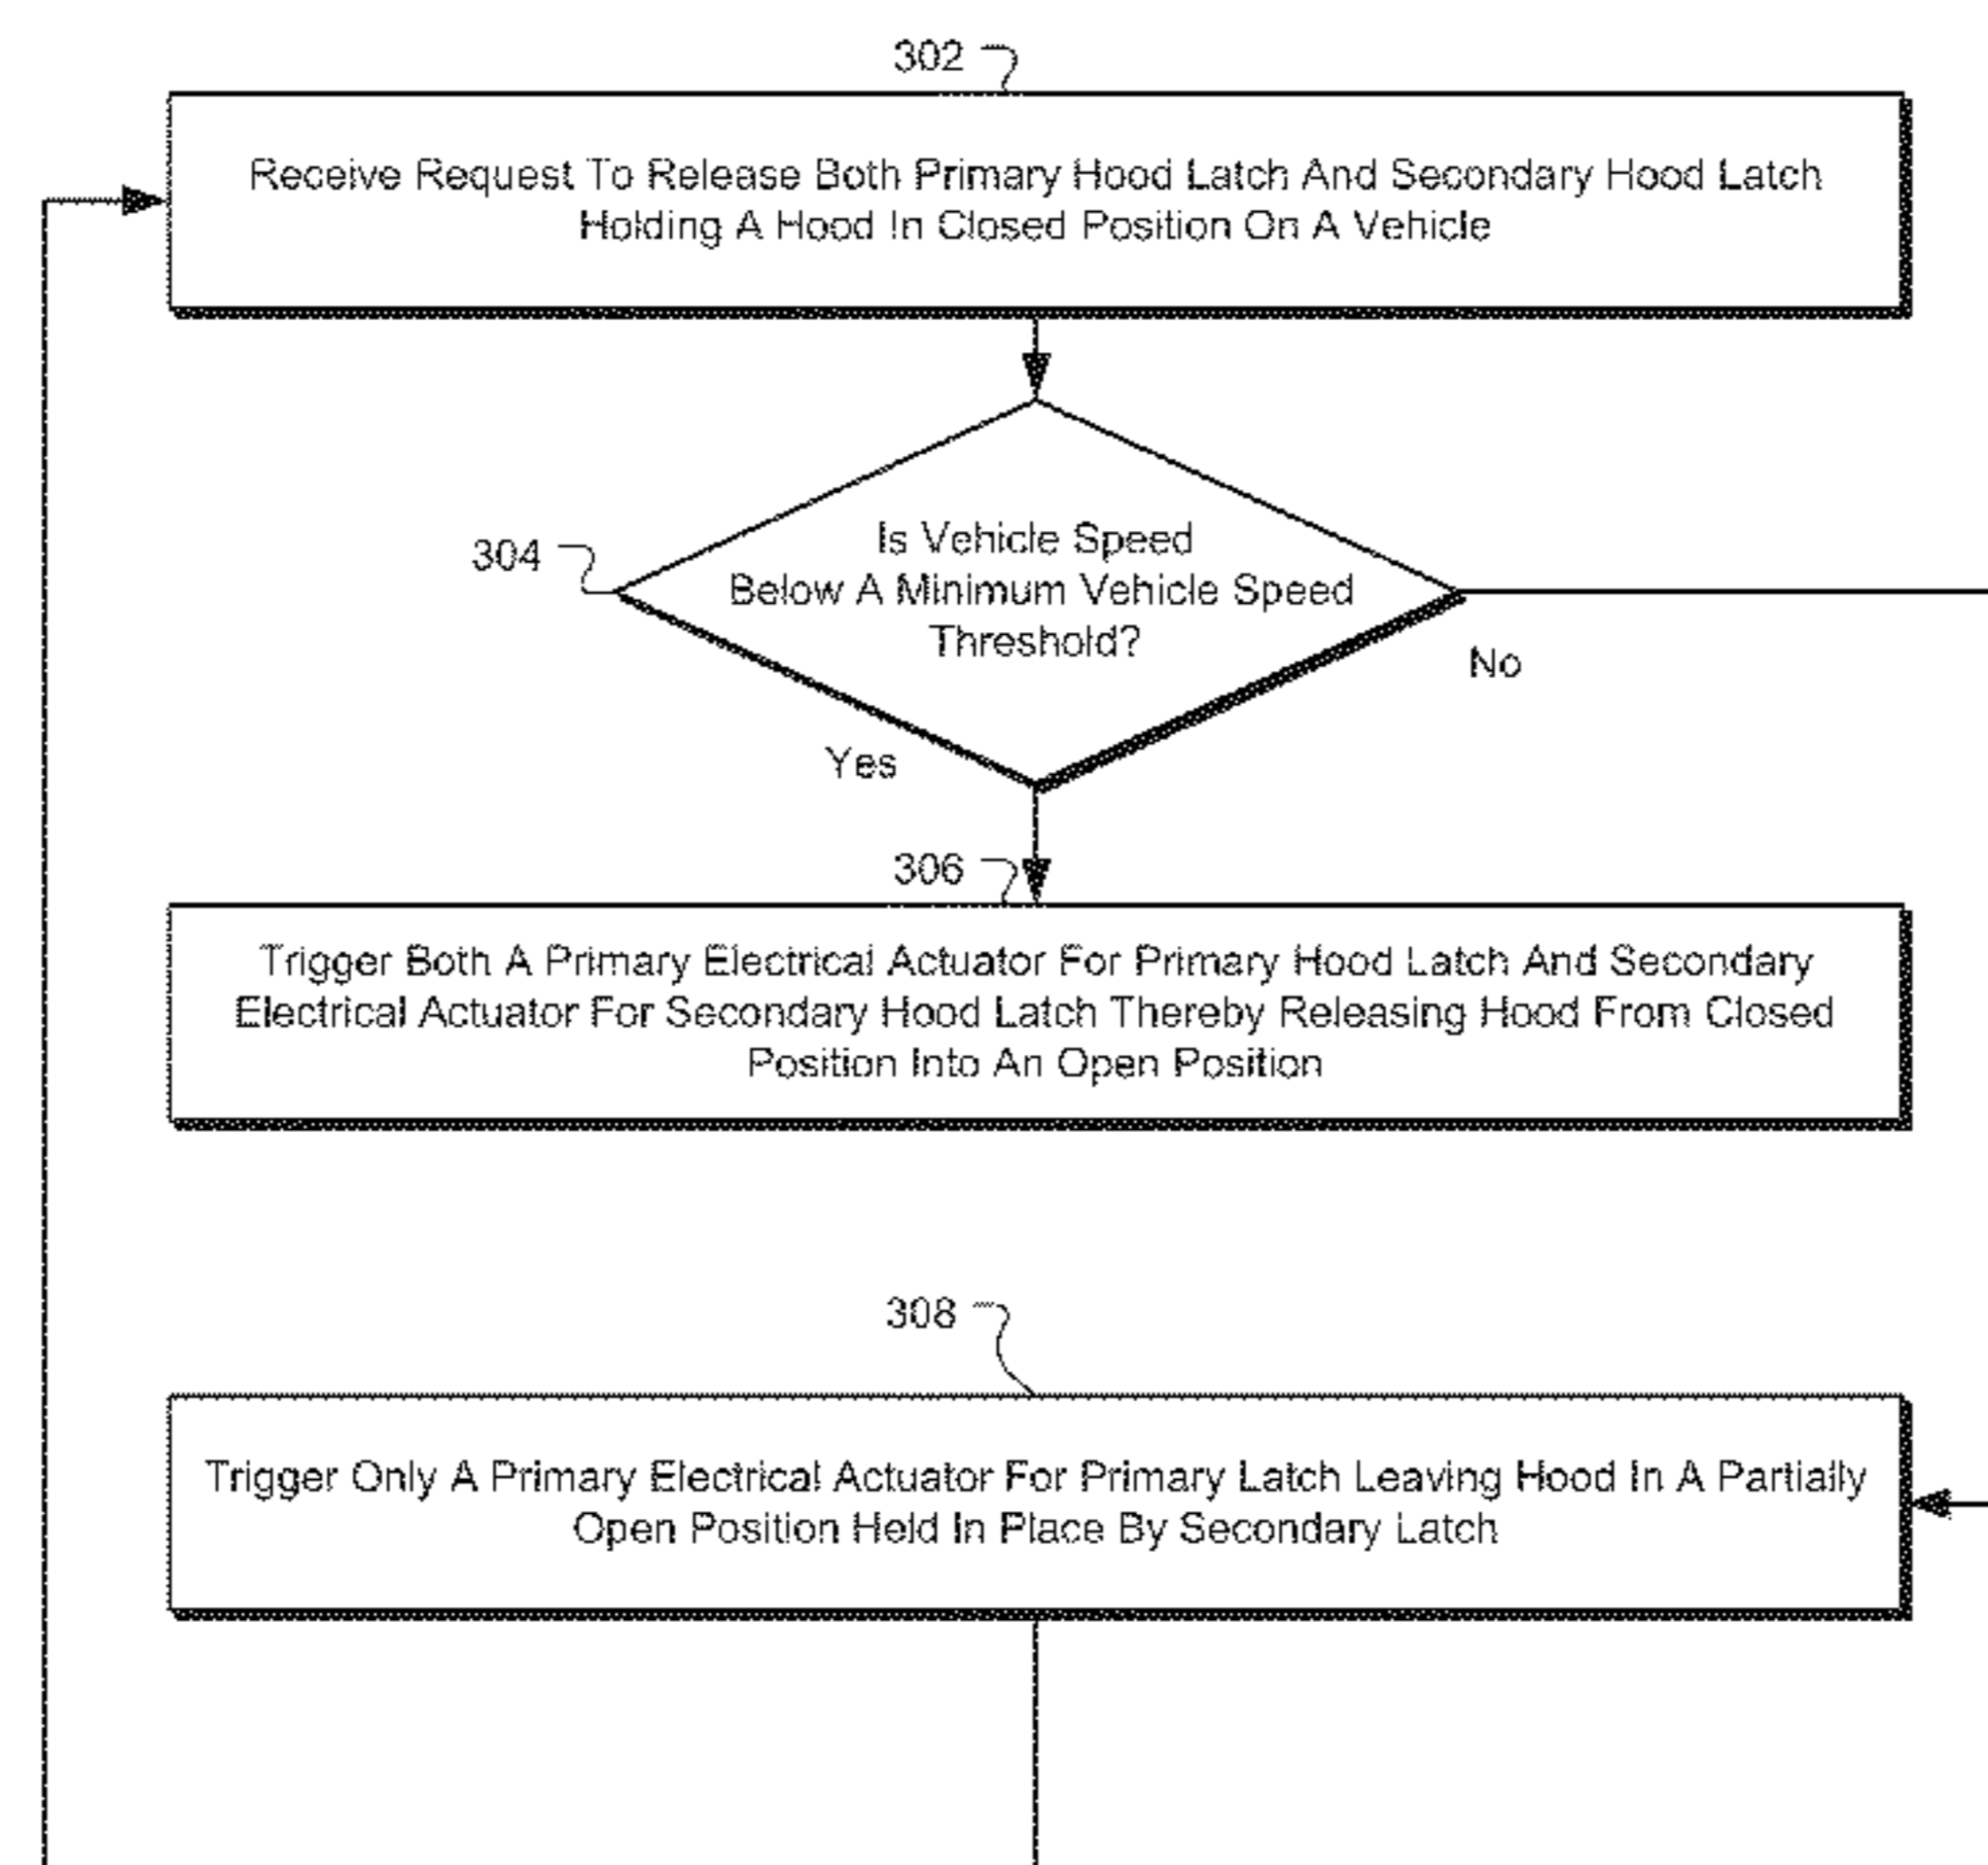 302
Receive Request To Release Both Primary Hood Latch And Secondary Hood Latch
Holding A Hood In Closed Position On A Vehicle
304
Is Vehicle Speed
Below A Minimum Vehicle Speed
Threshold?
No
Yes
306
Trigger Both A Primary Electrical Actuator For Primary Hood Latch And Secondary
Electrical Actuator For Secondary Hood Latch Thereby Releasing Hood From Closed
Position Into An Open Position
308
Trigger Only A Primary Electrical Actuator For Primary Latch Leaving Hood In A Partially
Open Position Held In Place By Secondary Latch